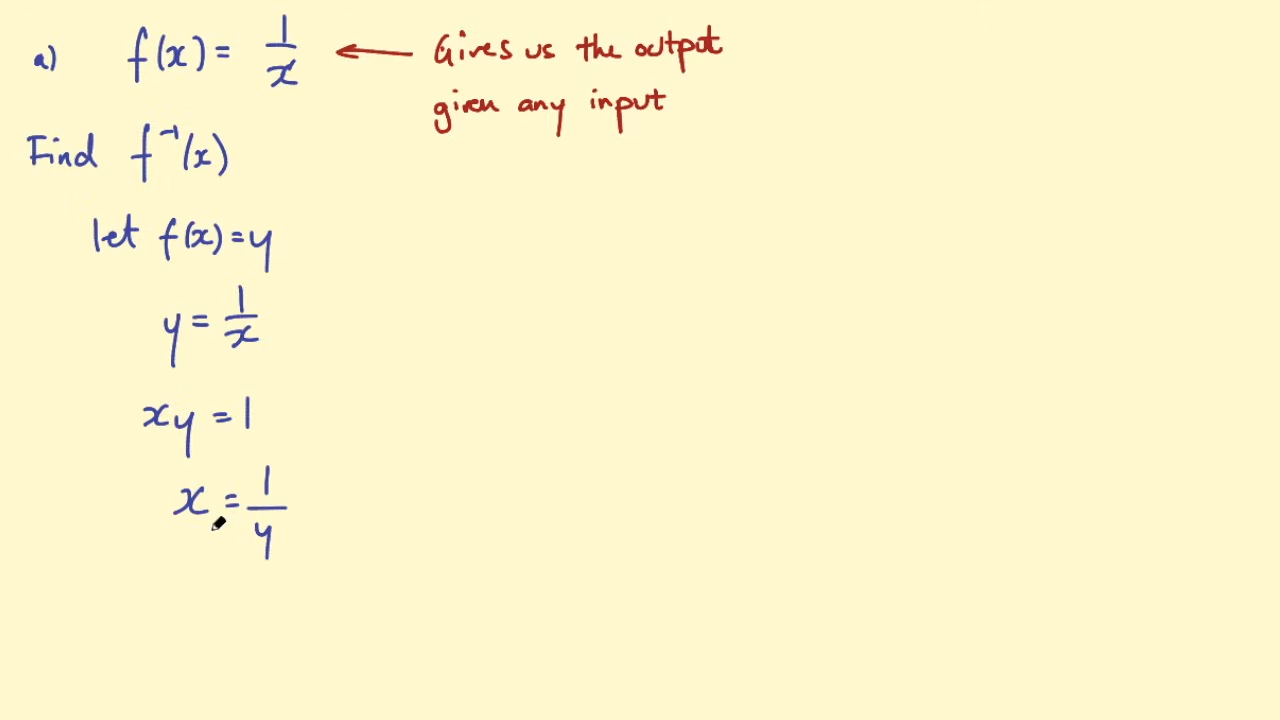 a) f(x) = 1/x ← Gives us the output
given any input
Find f⁻¹(x)
let f(x) = y
y = 1/x
xy = 1
x = 1/y